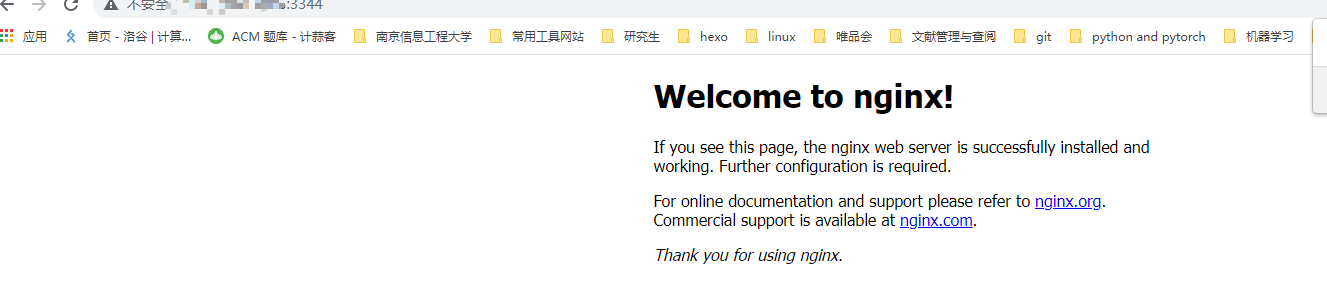 不安全
:3344
应用
首页 - 洛谷 | 计算...
ACM 题库 - 计蒜客
南京信息工程大学
常用工具网站
研究生
hexo
linux
唯品会
文献管理与查阅
git
python and pytorch
机器学习
Welcome to nginx!
If you see this page, the nginx web server is successfully installed and
working. Further configuration is required.
For online documentation and support please refer to nginx.org.
Commercial support is available at nginx.com.
Thank you for using nginx.